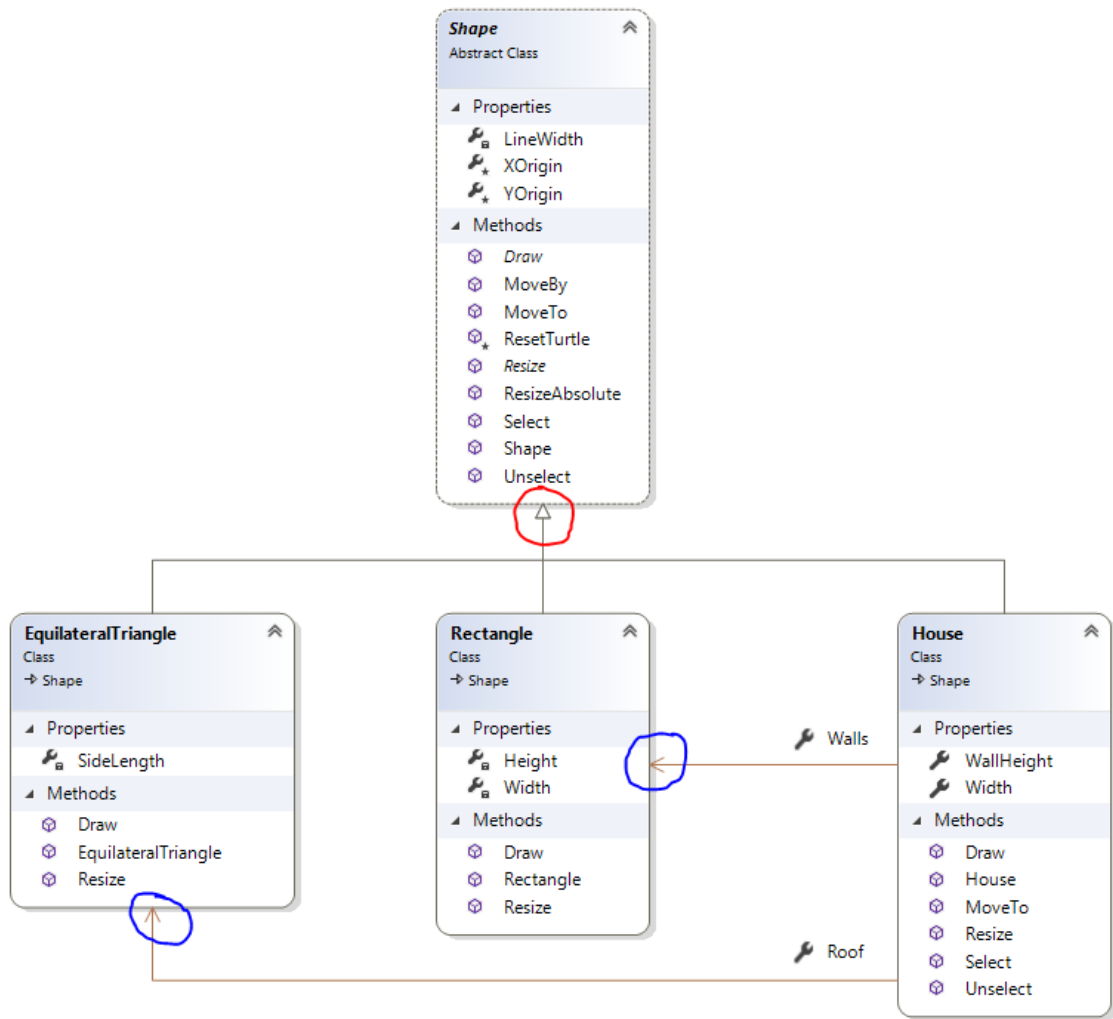 Shape
Abstract Class
Properties
LineWidth
XOrigin
YOrigin
Methods
Draw
MoveBy
MoveTo
ResetTurtle
Resize
ResizeAbsolute
Select
Shape
Unselect
EquilateralTriangle
Class
Shape
Properties
SideLength
Methods
Draw
EquilateralTriangle
Resize
Rectangle
Class
Shape
Properties
Height
Width
Methods
Draw
Rectangle
Resize
Walls
Roof
House
Class
Shape
Properties
WallHeight
Width
Methods
Draw
House
MoveTo
Resize
Select
Unselect